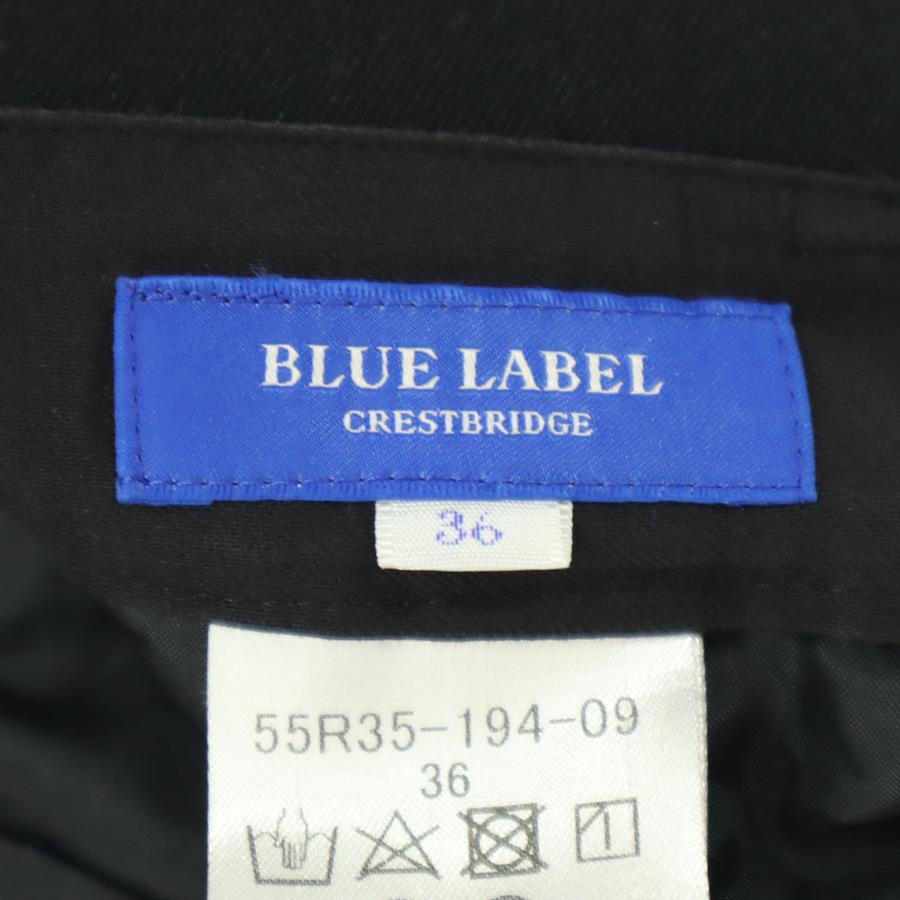 BLUE LABEL
CRESTBRIDGE
36
55R35-194-09
36